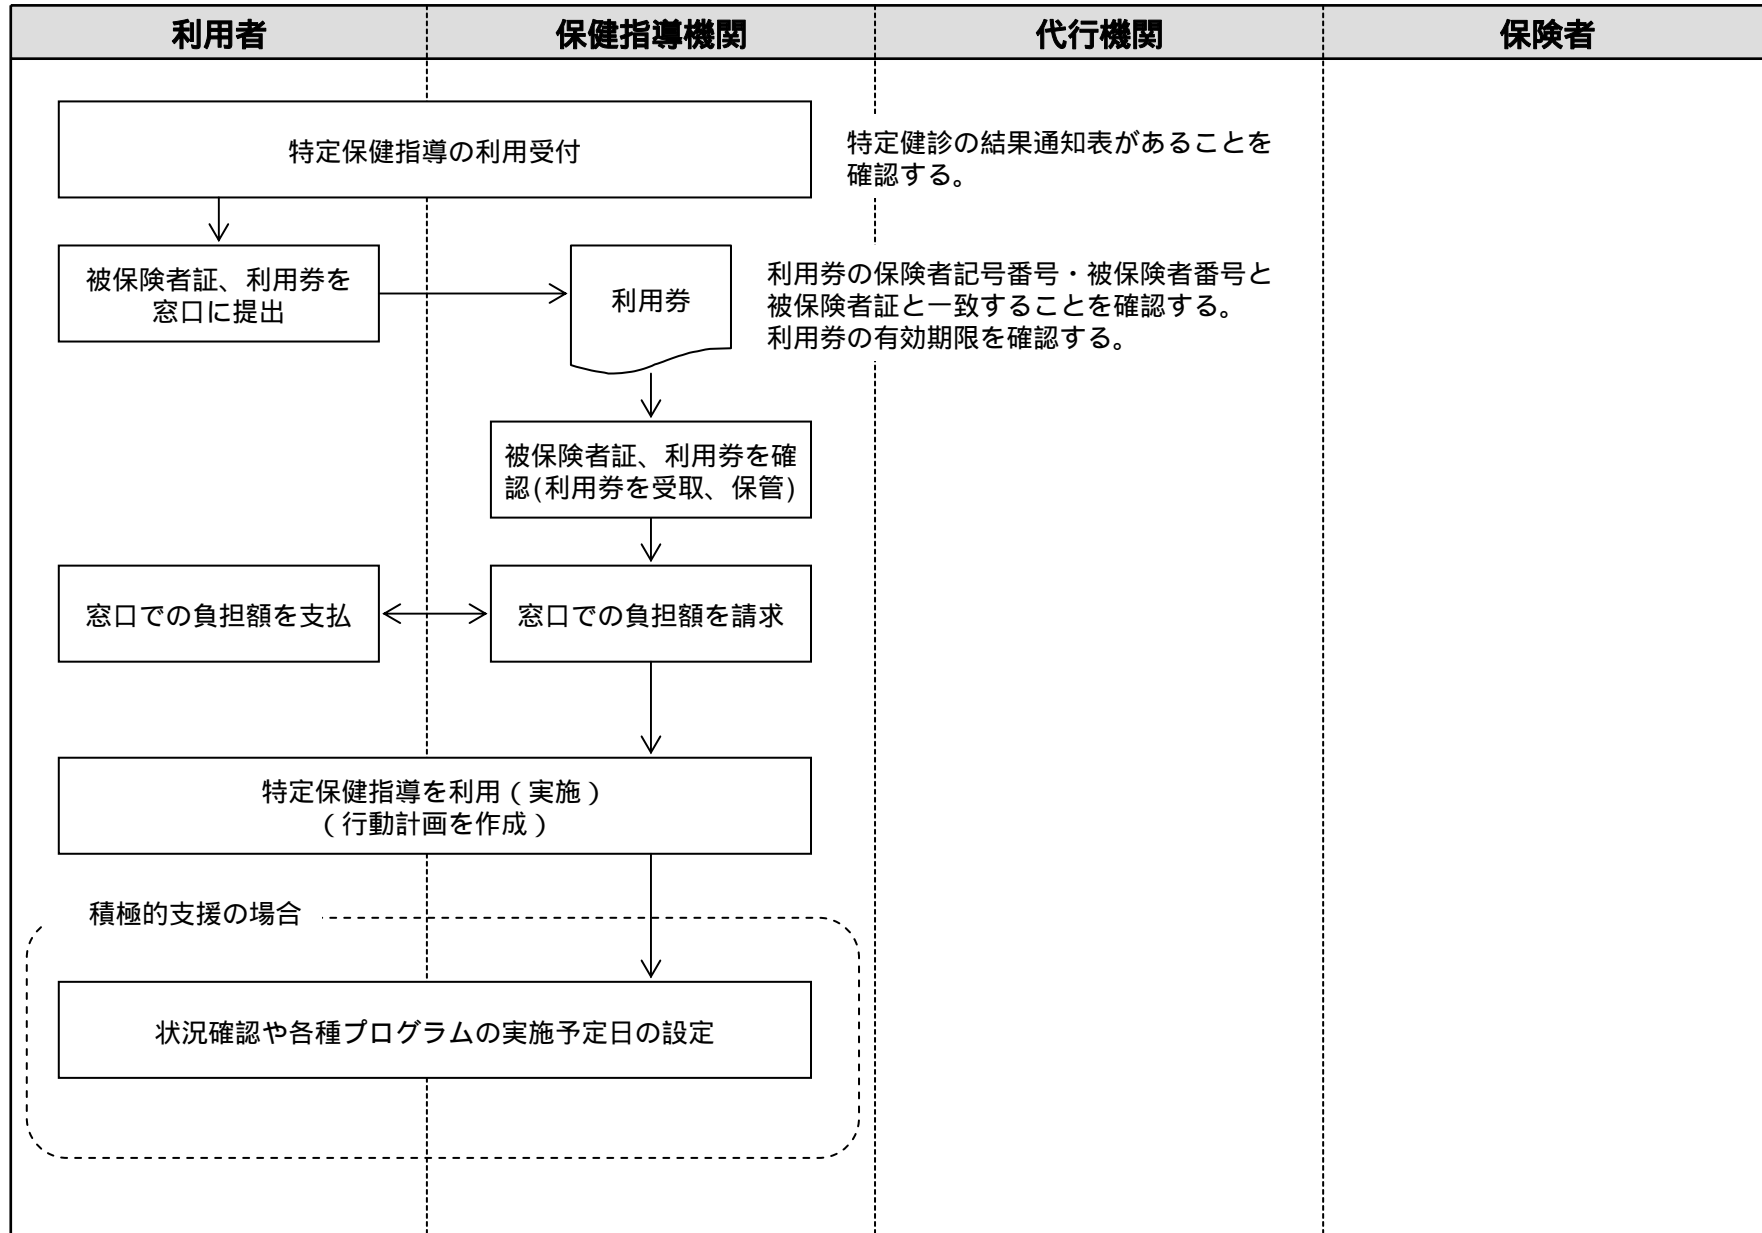 利用者
保健指導機関
代行機関
保険者
特定保健指導の利用受付
特定健診の結果通知表があることを
確認する。
被保険者証、利用券を
窓口に提出
利用券
利用券の保険者記号番号・被保険者番号と
被保険者証と一致することを確認する。
利用券の有効期限を確認する。
被保険者証、利用券を確
認(利用券を受取、保管)
窓口での負担額を支払
窓口での負担額を請求
特定保健指導を利用(実施)
(行動計画を作成)
積極的支援の場合
状況確認や各種プログラムの実施予定日の設定